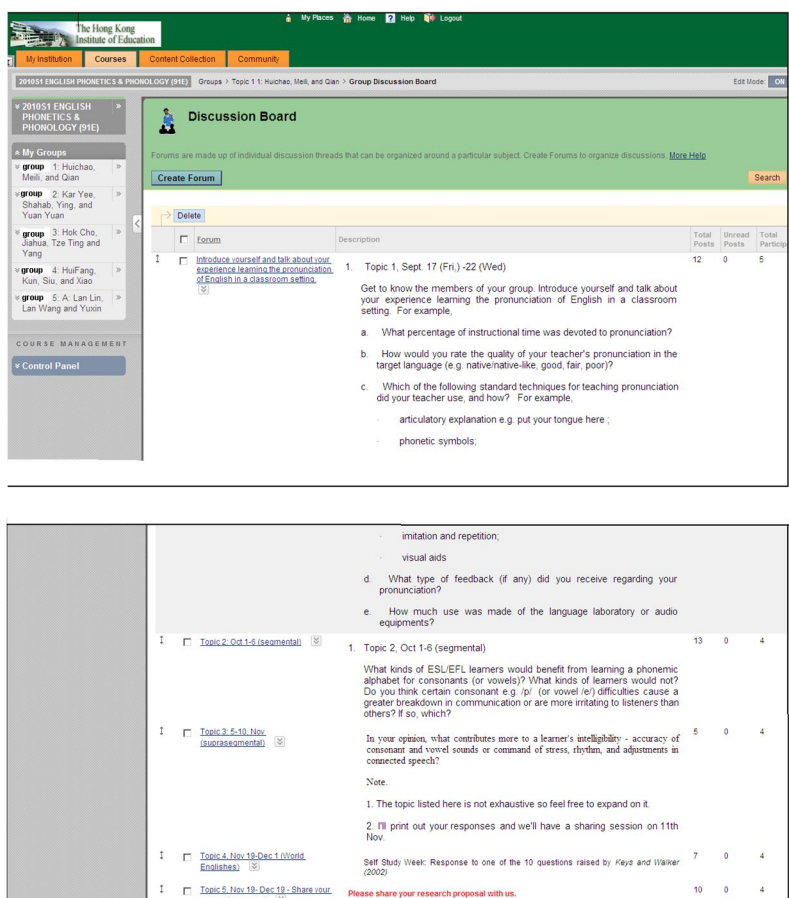 My Places Home ? Help Logout
The Hong Kong
Institute of Education
My Institution Courses Content Collection Community
2010S1 ENGLISH PHONETICS & PHONOLOGY (91E) Groups > Topic 1 1: Huichao, Meili, and Qian > Group Discussion Board Edit Mode: ON
2010S1 ENGLISH
PHONETICS &
PHONOLOGY (91E)
My Groups
group 1: Huichao,
Meili, and Qian
group 2: Kar Yee,
Shahab, Ying, and
Yuan Yuan
group 3: Hok Cho,
Jiahua, Tze Ting and
Yang
group 4: HuiFang,
Kun, Siu, and Xiao
group 5: A: Lan Lin,
Lan Wang and Yuxin
COURSE MANAGEMENT
Control Panel
Discussion Board
Forums are made up of individual discussion threads that can be organized around a particular subject. Create Forums to organize discussions. More Help
Create Forum Search
Delete
Forum Description Total Posts Unread Posts Total Particip
Introduce yourself and talk about your
experience learning the pronunciation
of English in a classroom setting.
1. Topic 1, Sept. 17 (Fri,) -22 (Wed)
12 0 5
Get to know the members of your group. Introduce yourself and talk about
your experience learning the pronunciation of English in a classroom
setting. For example,
a. What percentage of instructional time was devoted to pronunciation?
b. How would you rate the quality of your teacher's pronunciation in the
target language (e.g. native/native-like, good, fair, poor)?
c. Which of the following standard techniques for teaching pronunciation
did your teacher use, and how? For example,
· articulatory explanation e.g. put your tongue here ;
· phonetic symbols;
· imitation and repetition;
· visual aids
d. What type of feedback (if any) did you receive regarding your
pronunciation?
e. How much use was made of the language laboratory or audio
equipments?
Topic 2: Oct 1-6 (segmental)
1. Topic 2, Oct 1-6 (segmental)
13 0 4
What kinds of ESL/EFL learners would benefit from learning a phonemic
alphabet for consonants (or vowels)? What kinds of learners would not?
Do you think certain consonant e.g. /p/ (or vowel /e/) difficulties cause a
greater breakdown in communication or are more irritating to listeners than
others? If so, which?
Topic 3: 5-10, Nov.
(suprasegmental)
5 0 4
In your opinion, what contributes more to a learner's intelligibility - accuracy of
consonant and vowel sounds or command of stress, rhythm, and adjustments in
connected speech?
Note.
1. The topic listed here is not exhaustive so feel free to expand on it.
2. I'll print out your responses and we'll have a sharing session on 11th
Nov.
Topic 4, Nov 19-Dec 1 (World
Englishes)
7 0 4
Self Study Week: Response to one of the 10 questions raised by Keys and Walker
(2002)
Topic 5, Nov 19- Dec 19 - Share your
Please share your research proposal with us.
10 0 4